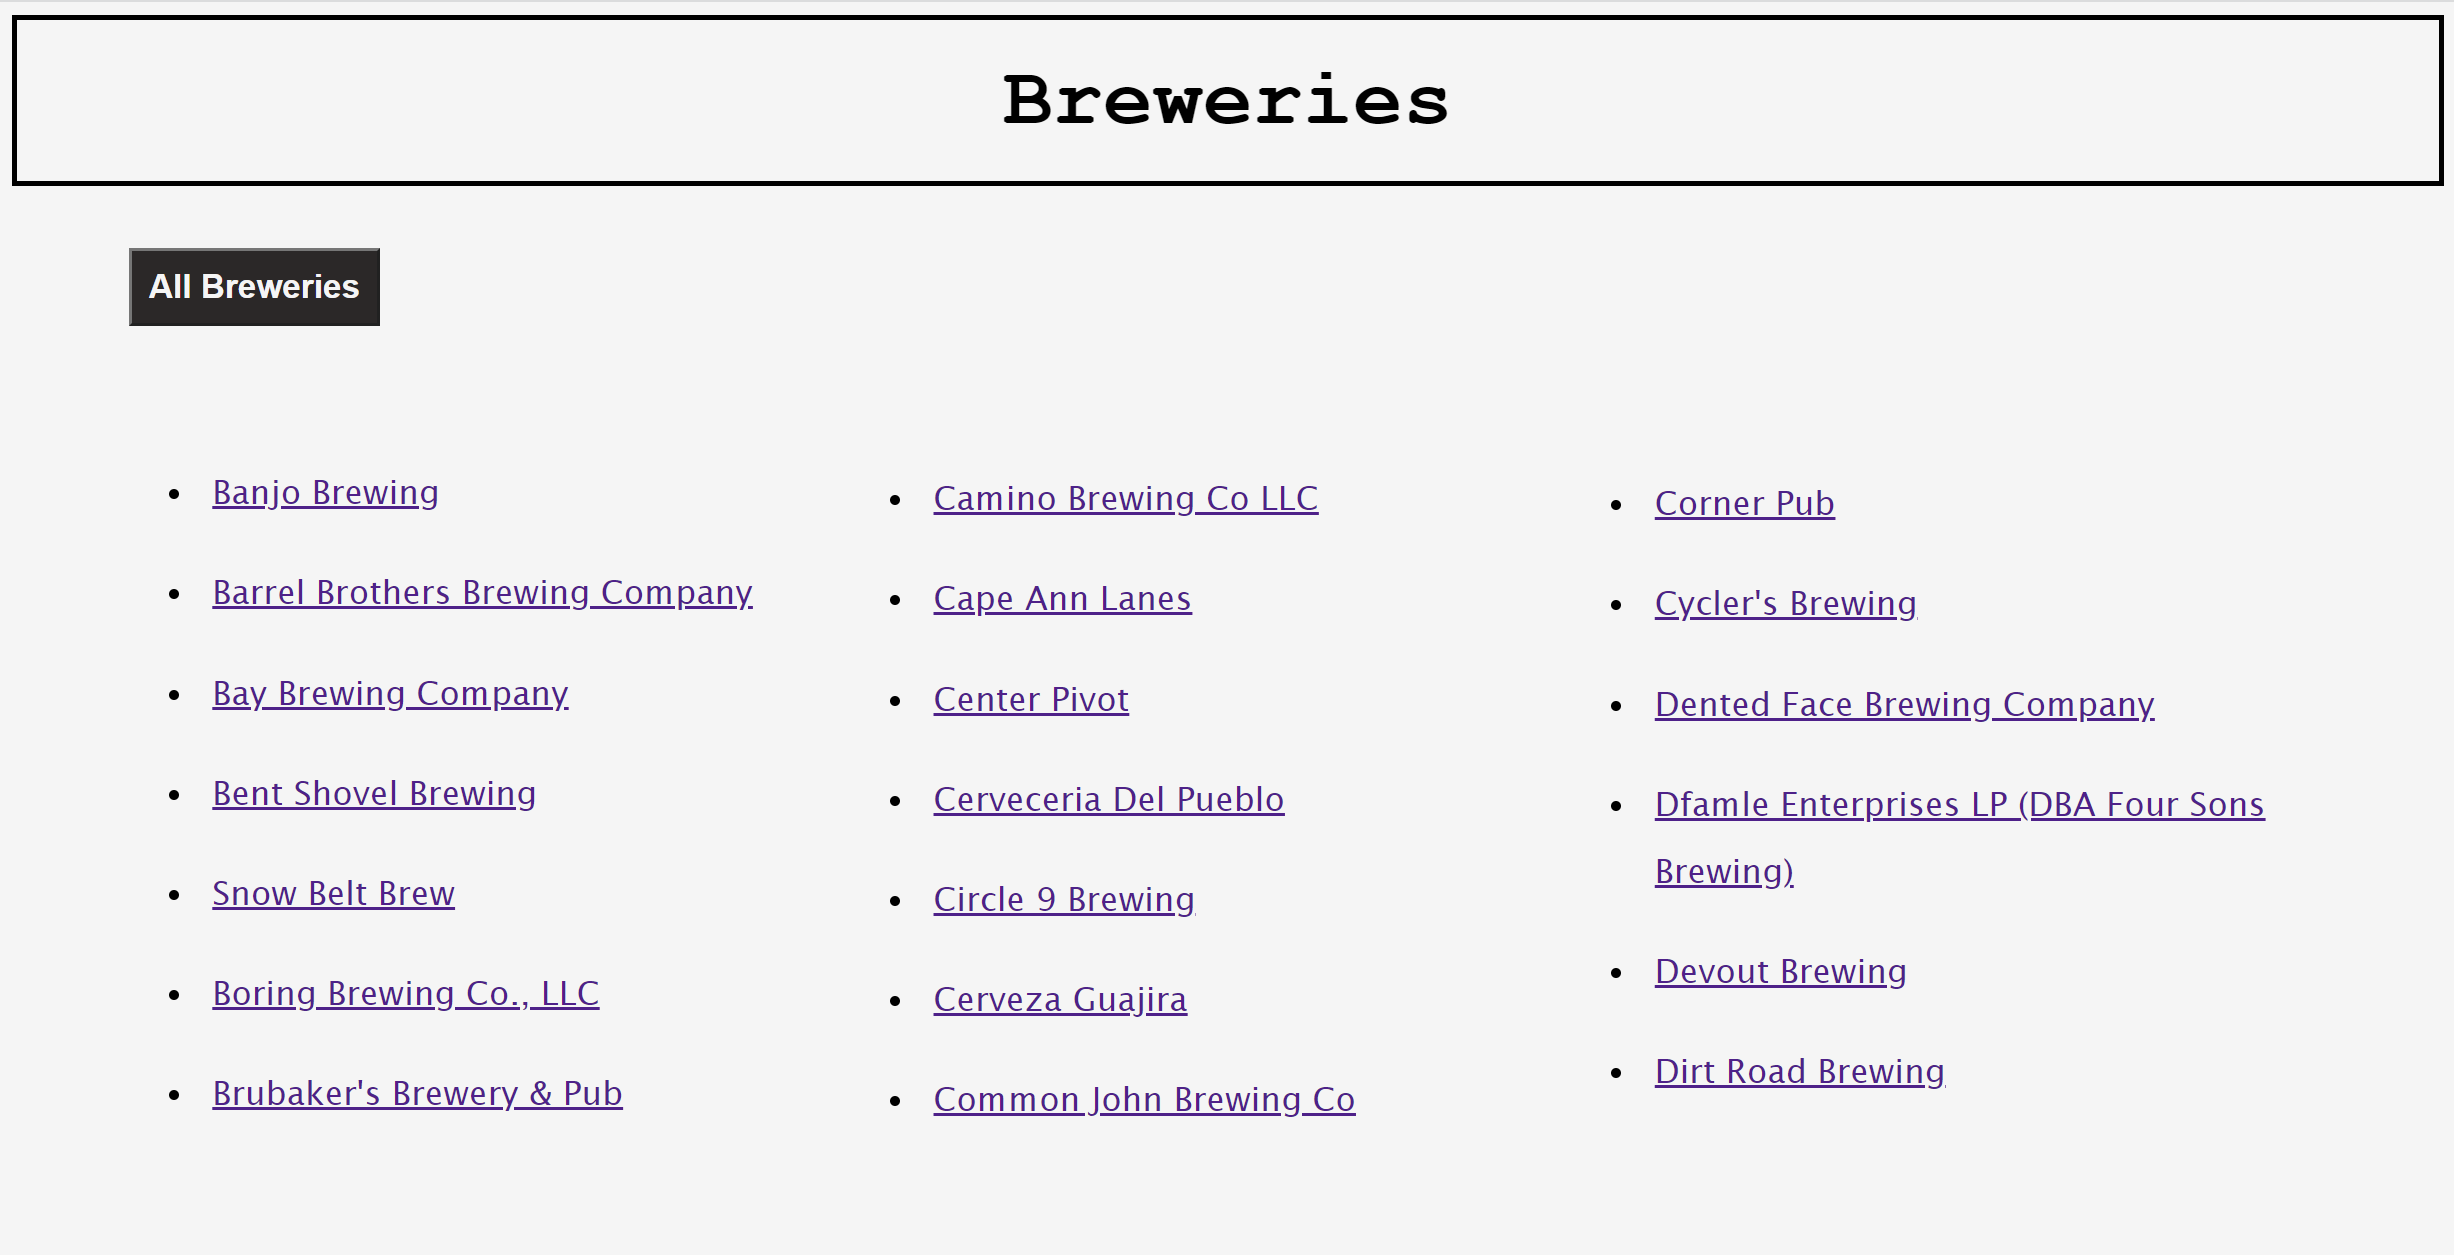 Breweries
All Breweries
Banjo Brewing
Barrel Brothers Brewing Company
Bay Brewing Company
Bent Shovel Brewing
Snow Belt Brew
Boring Brewing Co., LLC
Brubaker's Brewery & Pub
Camino Brewing Co LLC
Cape Ann Lanes
Center Pivot
Cerveceria Del Pueblo
Circle 9 Brewing
Cerveza Guajira
Common John Brewing Co
Corner Pub
Cycler's Brewing
Dented Face Brewing Company
Dfamle Enterprises LP (DBA Four Sons
Brewing)
Devout Brewing
Dirt Road Brewing